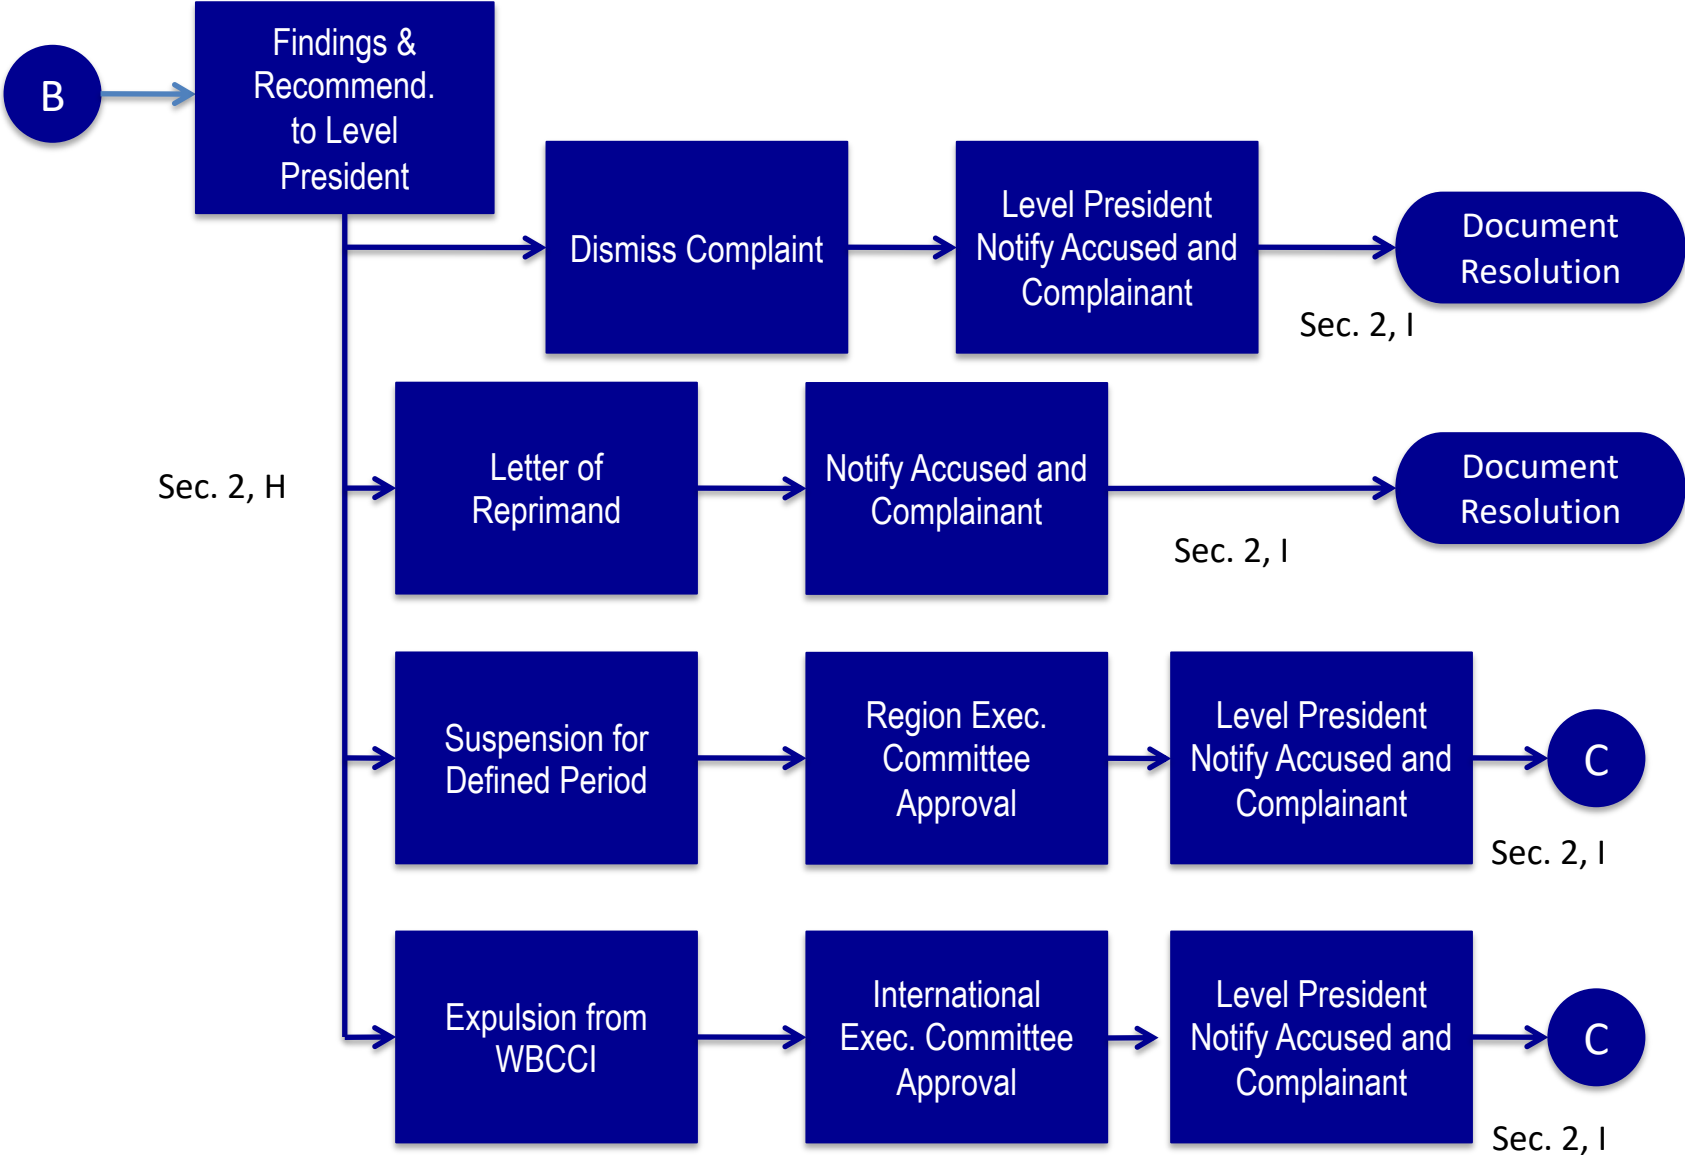 B
Findings &
Recommend.
to Level
President
Dismiss Complaint
Level President
Notify Accused and
Complainant
Document
Resolution
Sec. 2, I
Sec. 2, H
Letter of
Reprimand
Notify Accused and
Complainant
Document
Resolution
Sec. 2, I
Suspension for
Defined Period
Region Exec.
Committee
Approval
Level President
Notify Accused and
Complainant
C
Sec. 2, I
Expulsion from
WBCCI
International
Exec. Committee
Approval
Level President
Notify Accused and
Complainant
C
Sec. 2, I